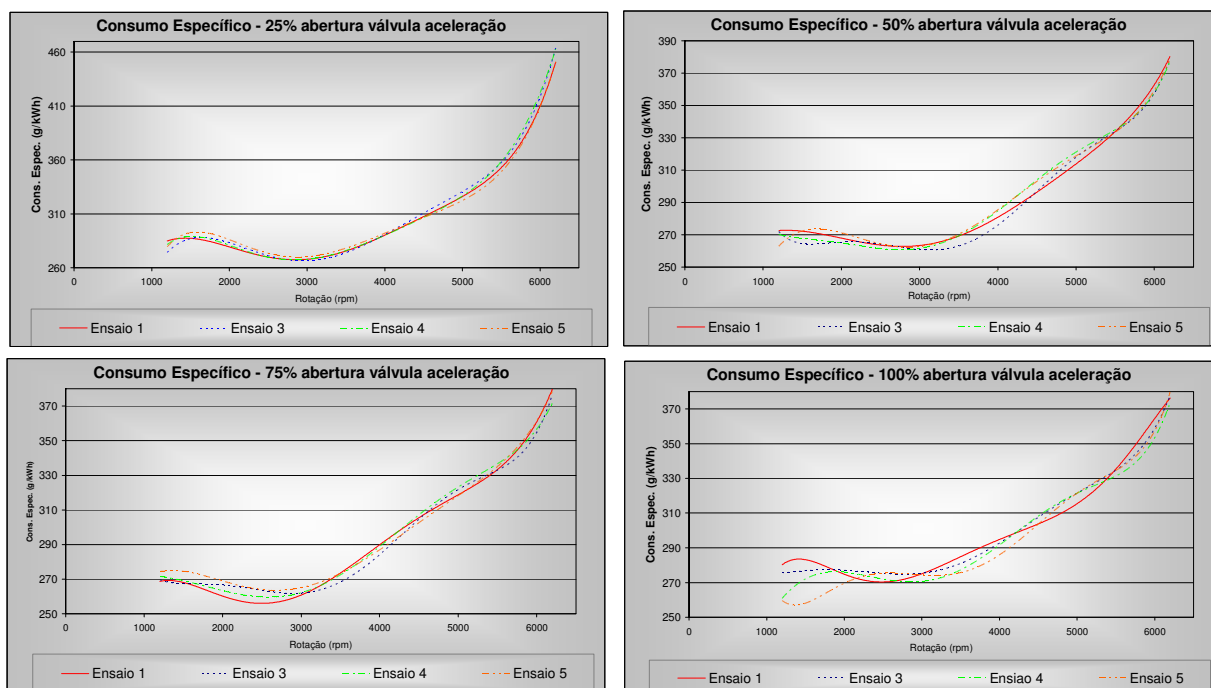 Consumo Específico - 25% abertura válvula aceleração
Cons. Espec. (g/kWh)
460
410
360
310
260
0 1000 2000 3000 4000 5000 6000
Rotação (rpm)
Ensaio 1 Ensaio 3 Ensaio 4 Ensaio 5
Consumo Específico - 50% abertura válvula aceleração
Cons. Espec. (g/kWh)
390
370
350
330
310
290
270
250
0 1000 2000 3000 4000 5000 6000
Rotação (rpm)
Ensaio 1 Ensaio 3 Ensaio 4 Ensaio 5
Consumo Específico - 75% abertura válvula aceleração
Cons. Espec. (g/kWh)
370
350
330
310
290
270
250
0 1000 2000 3000 4000 5000 6000
Rotação (rpm)
Ensaio 1 Ensaio 3 Ensaio 4 Ensaio 5
Consumo Específico - 100% abertura válvula aceleração
Cons. Espec. (g/kWh)
370
350
330
310
290
270
250
0 1000 2000 3000 4000 5000 6000
Rotação (rpm)
Ensaio 1 Ensaio 3 Ensaio 4 Ensaio 5